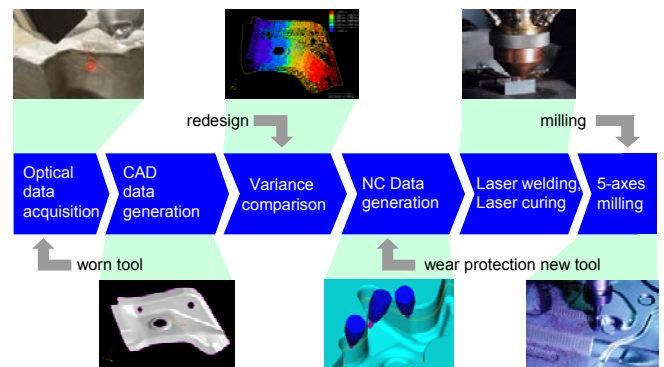 redesign
milling
Optical
data
acquisition
CAD
data
generation
Variance
comparison
NC Data
generation
Laser welding,
Laser curing
5-axes
milling
worn tool
wear protection new tool